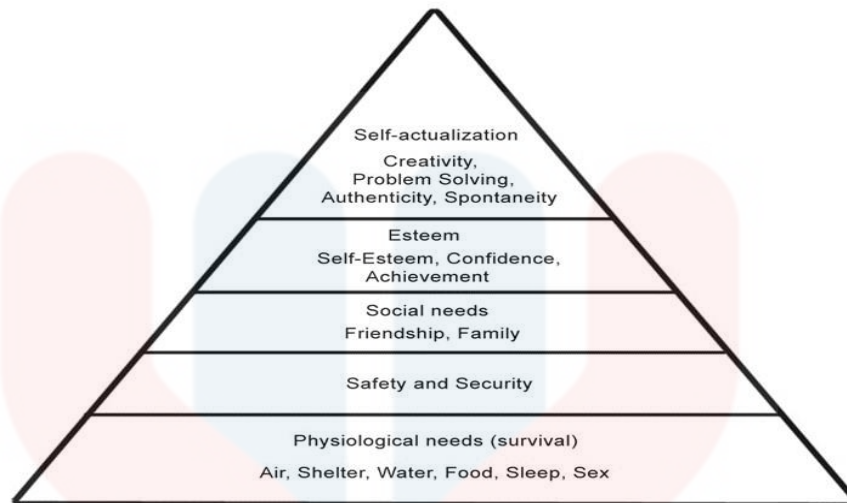 Self-actualization
Creativity,
Problem Solving,
Authenticity, Spontaneity
Esteem
Self-Esteem, Confidence,
Achievement
Social needs
Friendship, Family
Safety and Security
Physiological needs (survival)
Air, Shelter, Water, Food, Sleep, Sex